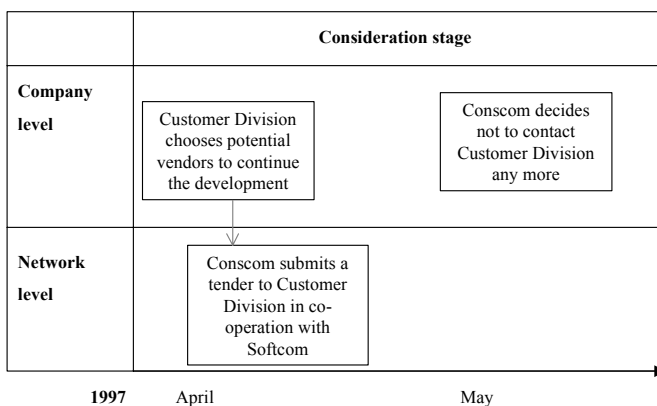 Consideration stage
Company
level
Customer Division
chooses potential
vendors to continue
the development
Conscom decides
not to contact
Customer Division
any more
Network
level
Conscom submits a
tender to Customer
Division in co-
operation with
Softcom
1997 April May